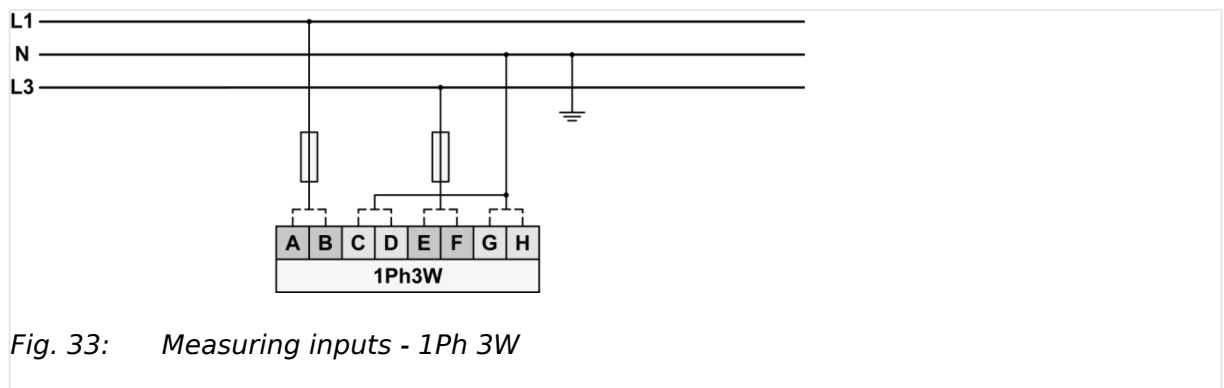 L1
N
L3
A B C D E F G H
1Ph3W
Fig. 33: Measuring inputs - 1Ph 3W